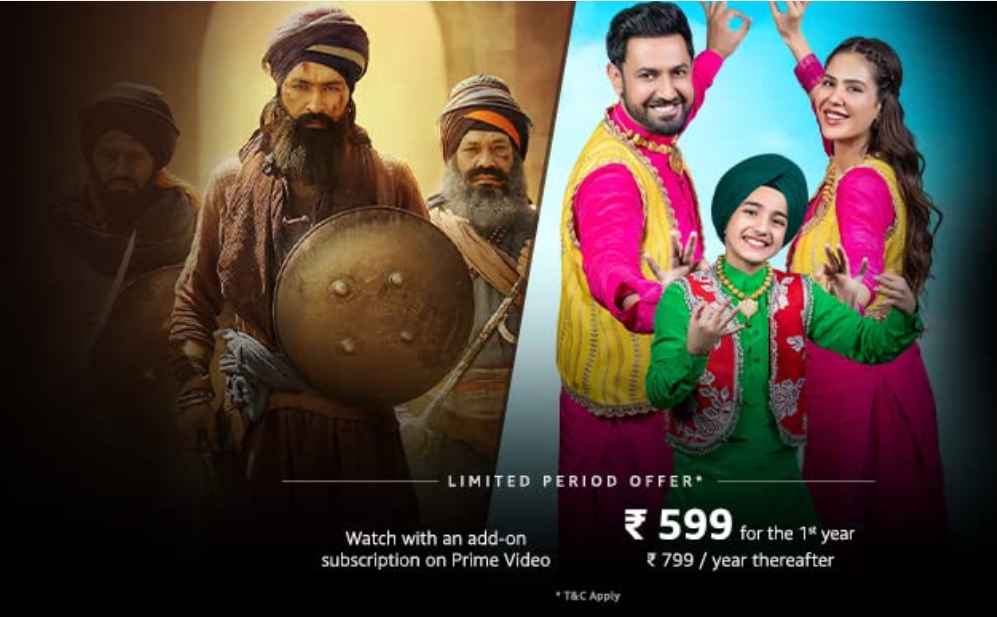 LIMITED PERIOD OFFER*
Watch with an add-on
subscription on Prime Video
₹ 599 for the 1st year
₹ 799 / year thereafter
* T&C Apply